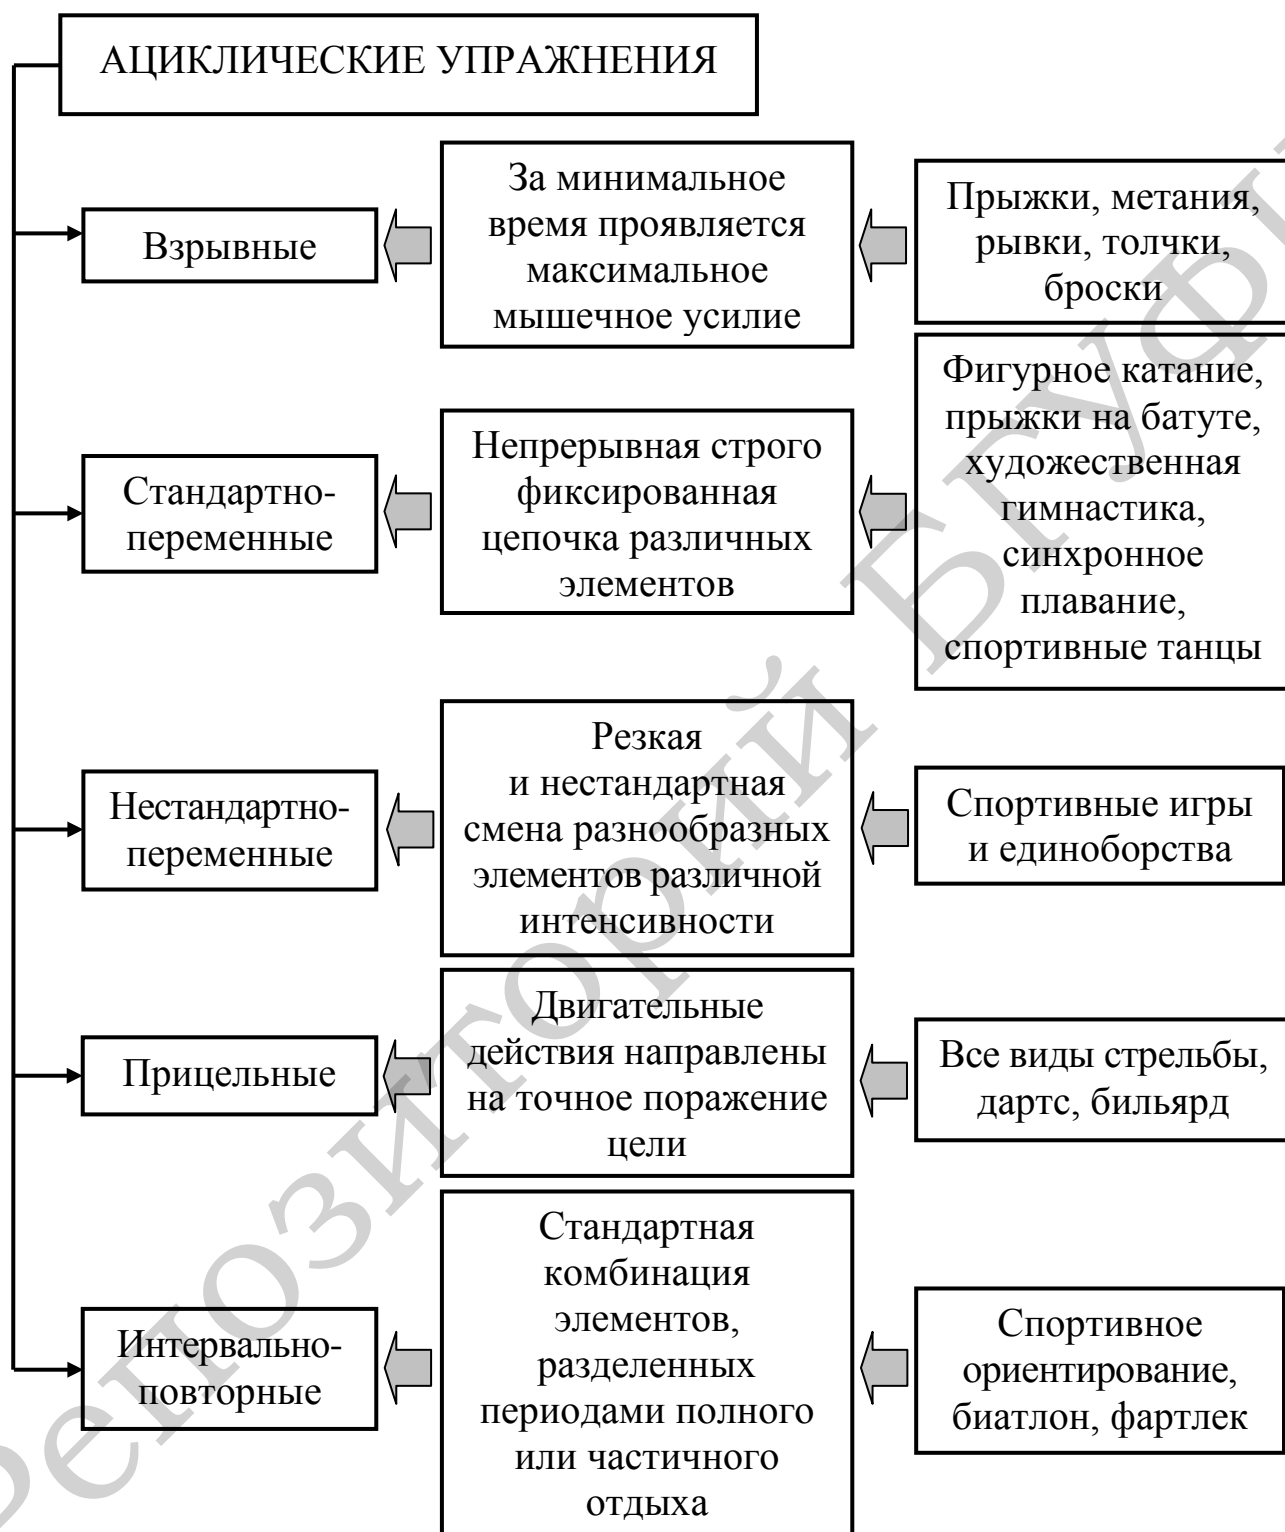 АЦИКЛИЧЕСКИЕ УПРАЖНЕНИЯ
Взрывные
За минимальное
время проявляется
максимальное
мышечное усилие
Прыжки, метания,
рывки, толчки,
броски
Стандартно-
переменные
Непрерывная строго
фиксированная
цепочка различных
элементов
Фигурное катание,
прыжки на батуте,
художественная
гимнастика,
синхронное
плавание,
спортивные танцы
Нестандартно-
переменные
Резкая
и нестандартная
смена разнообразных
элементов различной
интенсивности
Спортивные игры
и единоборства
Прицельные
Двигательные
действия направлены
на точное поражение
цели
Все виды стрельбы,
дартс, бильярд
Интервально-
повторные
Стандартная
комбинация
элементов,
разделенных
периодами полного
или частичного
отдыха
Спортивное
ориентирование,
биатлон, фартлек
Репозиторий